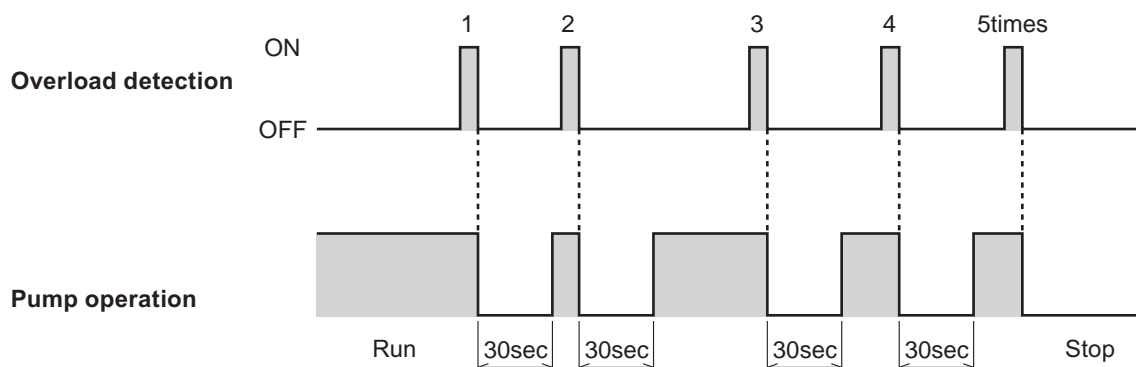 1 2 3 4 5times
ON
Overload detection
OFF
Pump operation
Run 30sec 30sec 30sec 30sec Stop